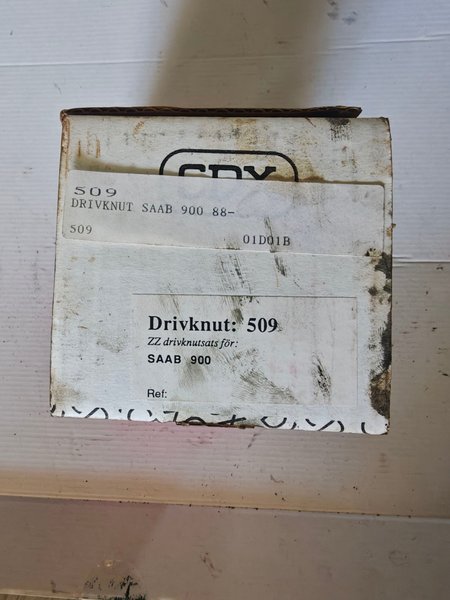 509
DRIVKNUT SAAB 900 88-
509 01D01B
Drivknut: 509
ZZ drivknutsats för:
SAAB 900
Ref: